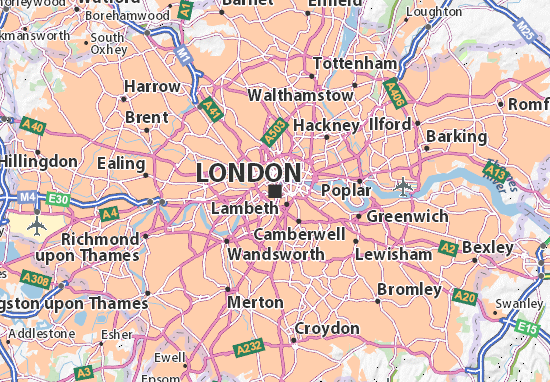 Borehamwood
A1
Enfield
Loughton
M25
South
Oxhey
M1
Tottenham
Harrow
A41
Walthamstow
A406
Romf
A503
A40
Brent
Hackney
Ilford
Barking
Hillingdon
Ealing
LONDON
A13
M4
E30
A4
Lambeth
Poplar
Greenwich
Richmond
upon Thames
Camberwell
A2
Bexley
Wandsworth
Lewisham
A308
gston upon Thames
Merton
Bromley
A20
Swanley
E15
Addlestone
Esher
Croydon
A232
Ewell
A3
Epsom